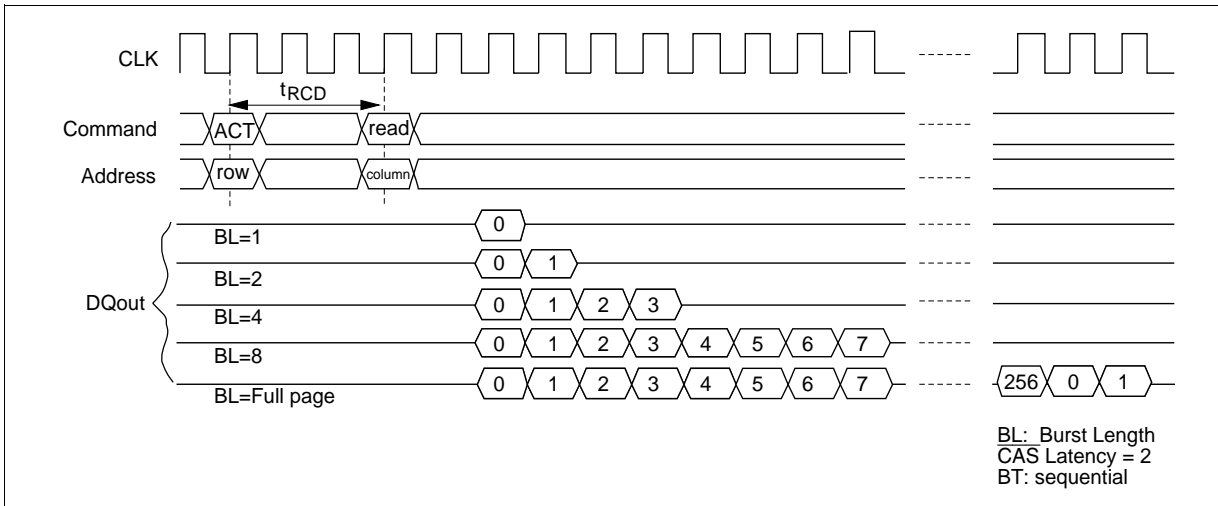 CLK
tRCD
Command ACT read
Address row column
BL=1 0
BL=2 0 1
DQout
BL=4 0 1 2 3
BL=8 0 1 2 3 4 5 6 7
BL=Full page 0 1 2 3 4 5 6 7 256 0 1
BL: Burst Length
CAS Latency = 2
BT: sequential